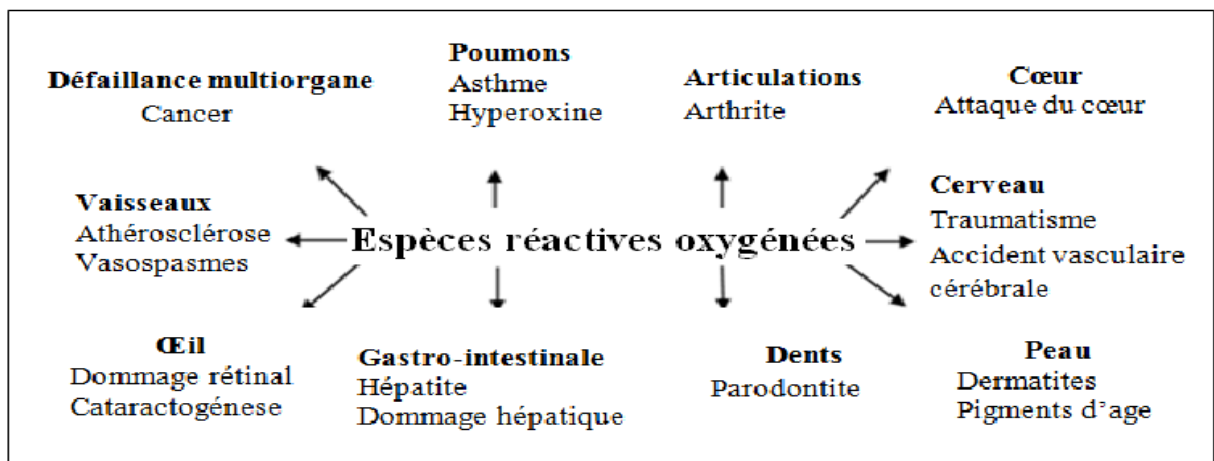 Défaillance multiorgane
Cancer
Poumons
Asthme
Hyperoxine
Articulations
Arthrite
Cœur
Attaque du cœur
Vaisseaux
Athérosclérose
Vasospasmes
Espèces réactives oxygénées
Cerveau
Traumatisme
Accident vasculaire
cérébrale
Œil
Dommage rétinal
Cataractogénese
Gastro-intestinale
Hépatite
Dommage hépatique
Dents
Parodontite
Peau
Dermatites
Pigments d’age